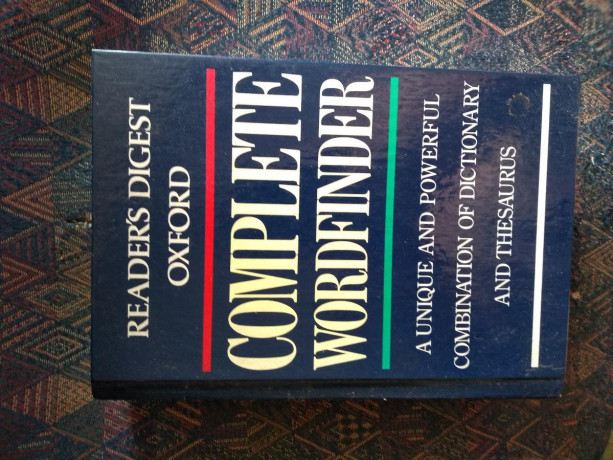 READER'S DIGEST
OXFORD
COMPLETE
WORDFINDER
A UNIQUE AND POWERFUL
COMBINATION OF DICTIONARY
AND THESAURUS